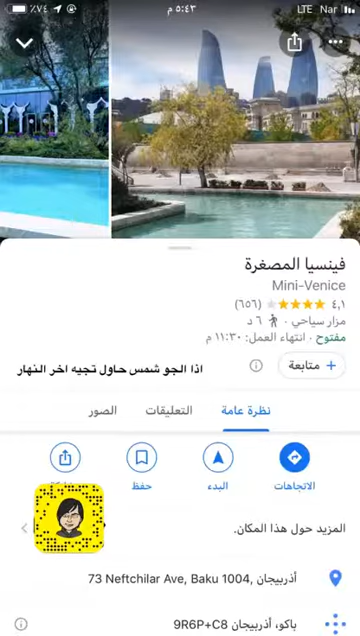 ٪٧٤ ٥:٤٣ م LTE Nar
فينسيا المصغرة
Mini-Venice
٤,١ (٦٥٦)
مزار سياحي · ٦ د
مفتوح · انتهاء العمل: ١١:٣٠ م
+ متابعة
اذا الجو شمس حاول تجيه اخر النهار
نظرة عامة التعليقات الصور
الاتجاهات البدء حفظ
المزيد حول هذا المكان.
73 Neftchilar Ave, Baku 1004, أذربيجان
9R6P+C8 باكو، أذربيجان